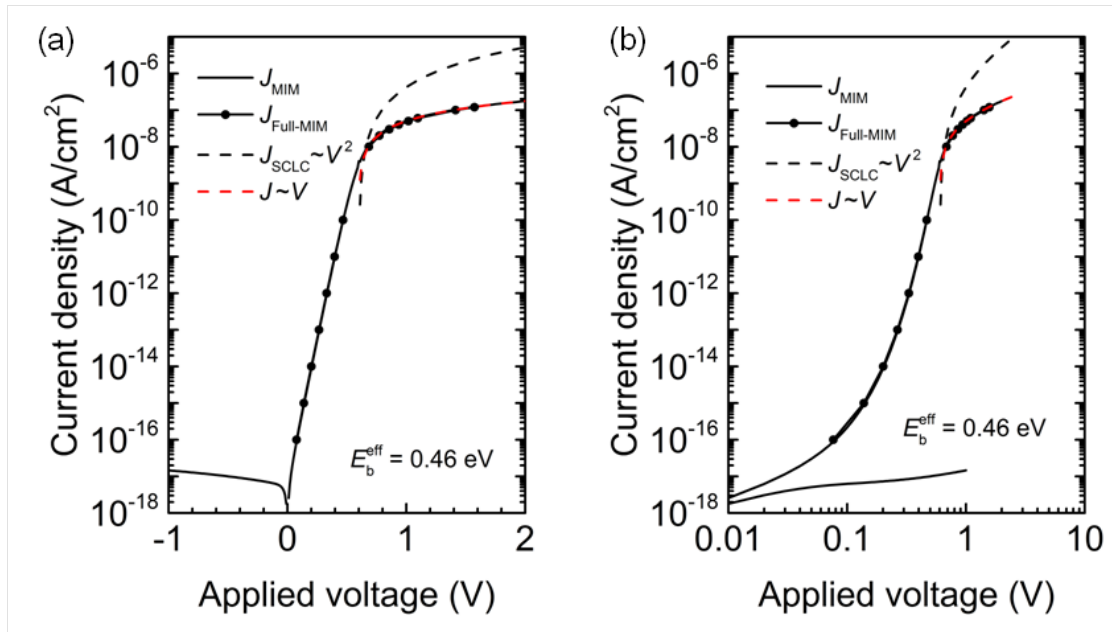 (a)
J_MIM
J_Full-MIM
J_SCLC~V^2
J~V
E_b^eff = 0.46 eV
Current density (A/cm^2)
10^-6
10^-8
10^-10
10^-12
10^-14
10^-16
10^-18
-1
0
1
2
Applied voltage (V)
(b)
J_MIM
J_Full-MIM
J_SCLC~V^2
J~V
E_b^eff = 0.46 eV
Current density (A/cm^2)
10^-6
10^-8
10^-10
10^-12
10^-14
10^-16
10^-18
0.01
0.1
1
10
Applied voltage (V)